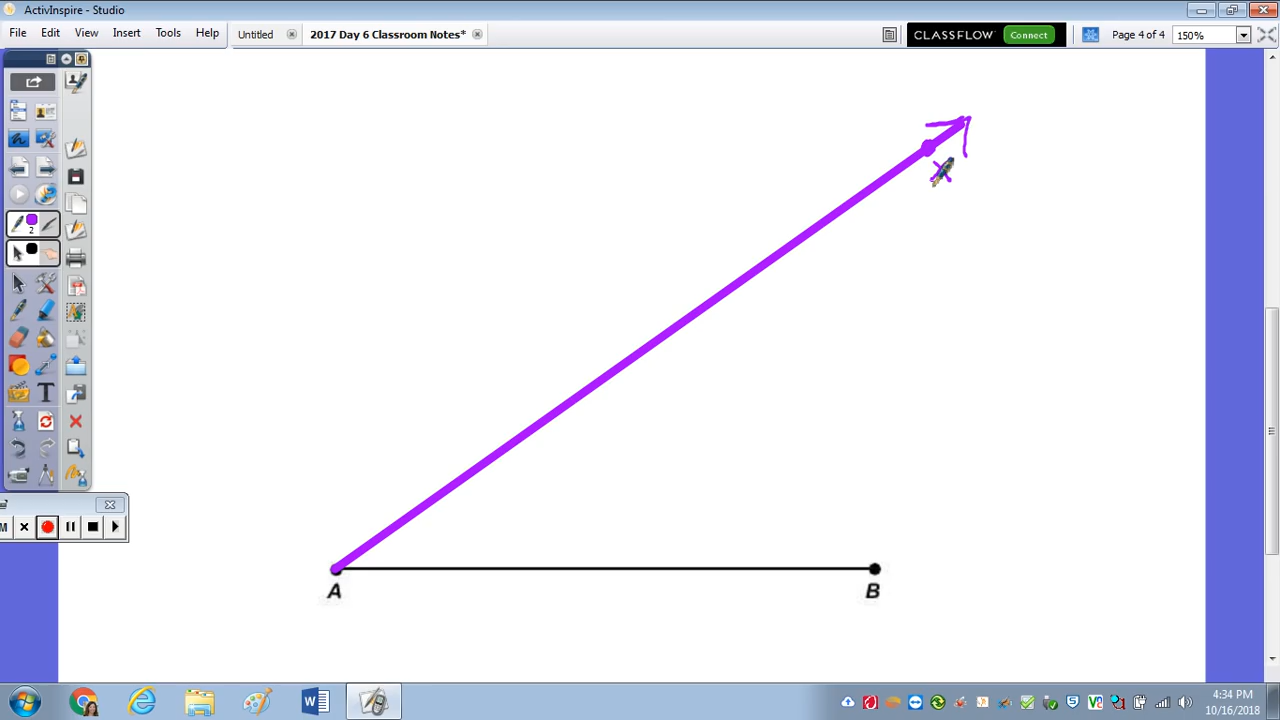 ActivInspire - Studio
File Edit View Insert Tools Help Untitled 2017 Day 6 Classroom Notes* CLASSFLOW Connect Page 4 of 4 150%
2
x
T
M
A B
4:34 PM
10/16/2018